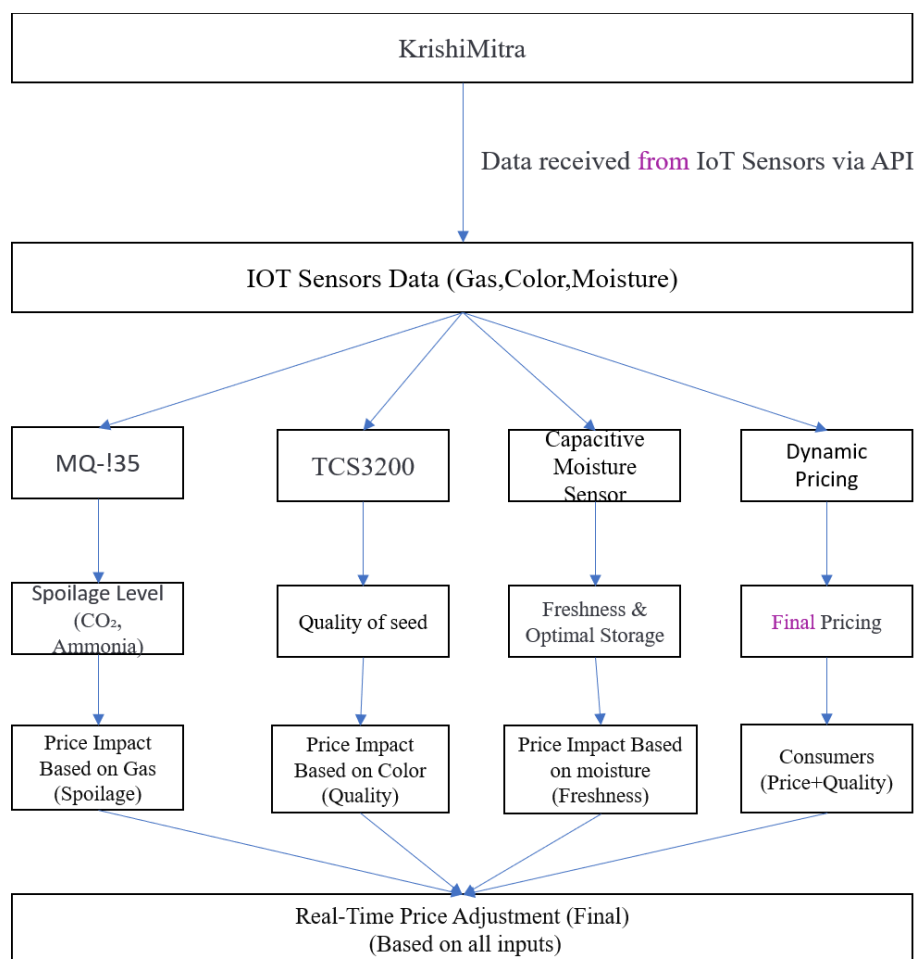 KrishiMitra
Data received from IoT Sensors via API
IOT Sensors Data (Gas,Color,Moisture)
MQ-!35
TCS3200
Capacitive
Moisture
Sensor
Dynamic
Pricing
Spoilage Level
(CO₂,
Ammonia)
Quality of seed
Freshness &
Optimal Storage
Final Pricing
Price Impact
Based on Gas
(Spoilage)
Price Impact
Based on Color
(Quality)
Price Impact Based
on moisture
(Freshness)
Consumers
(Price+Quality)
Real-Time Price Adjustment (Final)
(Based on all inputs)